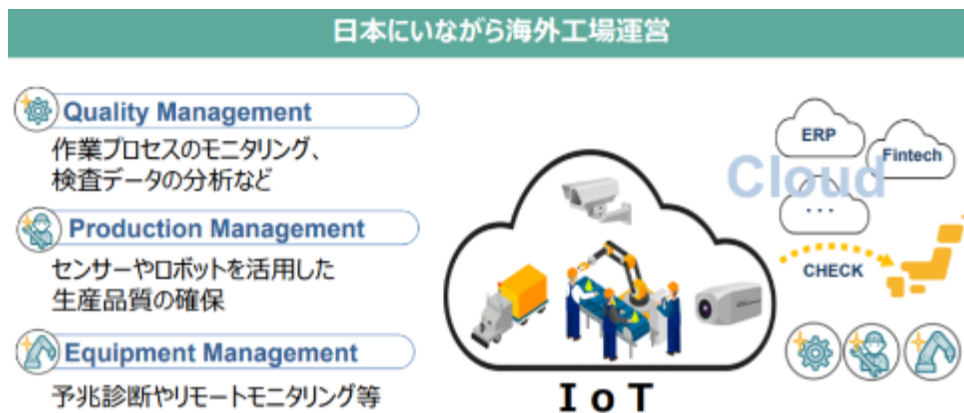 日本にいながら海外工場運営
Quality Management
作業プロセスのモニタリング、
検査データの分析など
Production Management
センサーやロボットを活用した
生産品質の確保
Equipment Management
予兆診断やリモートモニタリング等
IoT
Cloud
ERP
Fintech
...
CHECK